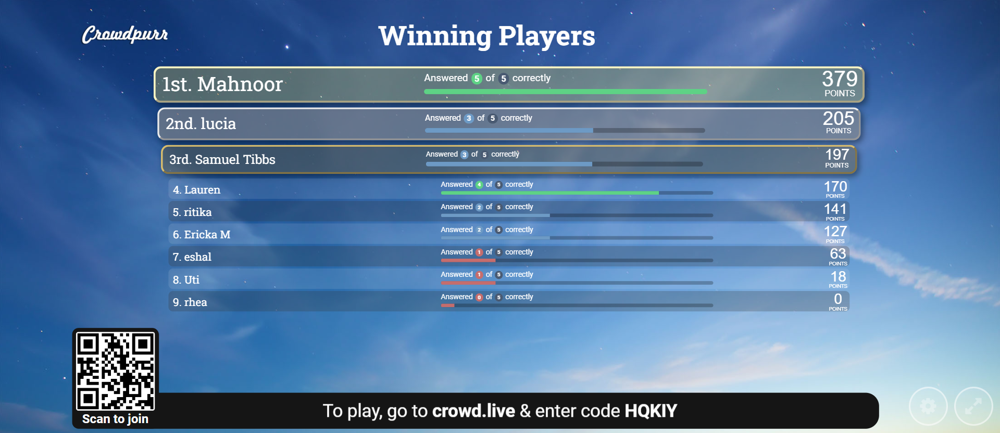 Crowdpurr
Winning Players
1st. Mahnoor Answered 5 of 5 correctly 379 POINTS
2nd. lucia Answered 3 of 5 correctly 205 POINTS
3rd. Samuel Tibbs Answered 3 of 5 correctly 197 POINTS
4. Lauren Answered 4 of 5 correctly 170 POINTS
5. ritika Answered 2 of 5 correctly 141 POINTS
6. Ericka M Answered 2 of 5 correctly 127 POINTS
7. eshal Answered 1 of 5 correctly 63 POINTS
8. Uti Answered 1 of 5 correctly 18 POINTS
9. rhea Answered 0 of 5 correctly 0 POINTS
Scan to join
To play, go to crowd.live & enter code HQKIY